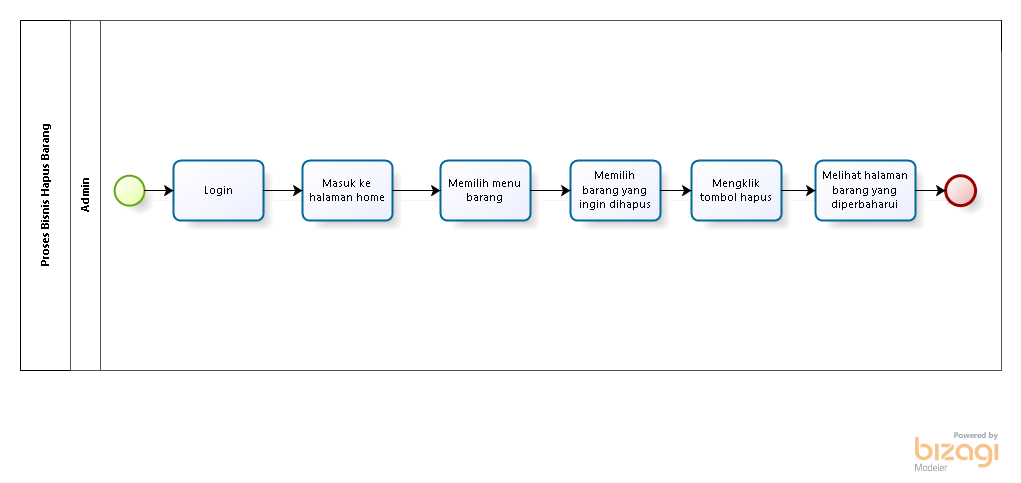 Proses Bisnis Hapus Barang
Admin
Login
Masuk ke
halaman home
Memilih menu
barang
Memilih
barang yang
ingin dihapus
Mengklik
tombol hapus
Melihat halaman
barang yang
diperbaharui
Powered by
bizagi
Modeler